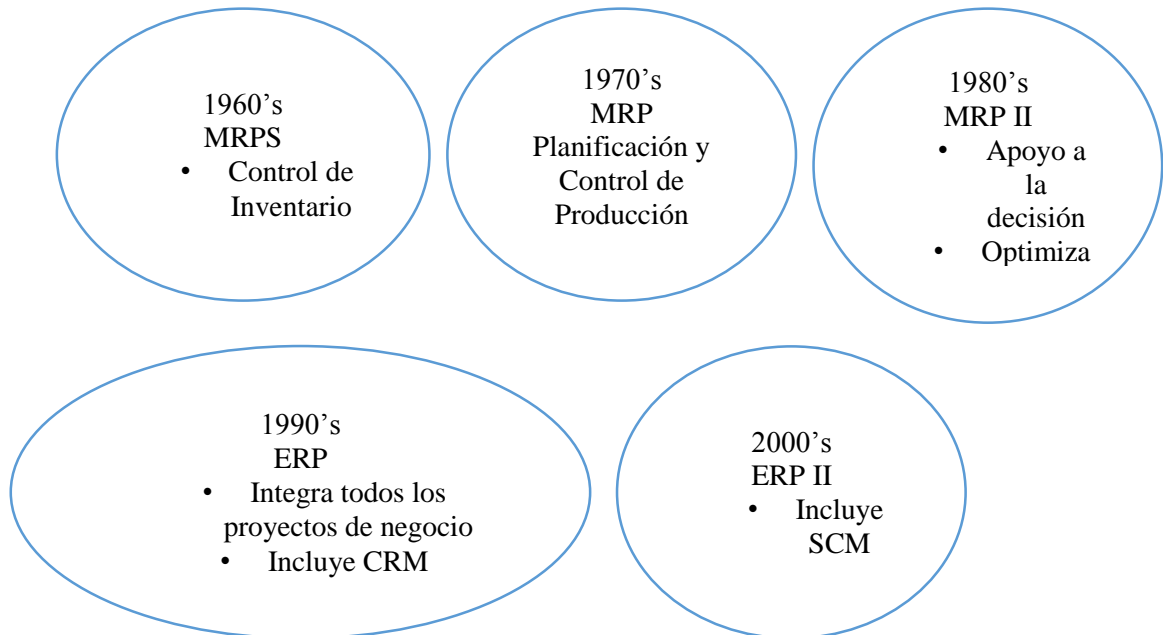 1960’s
MRPS
• Control de
Inventario
1970’s
MRP
Planificación y
Control de
Producción
1980’s
MRP II
• Apoyo a
la
decisión
• Optimiza
1990’s
ERP
• Integra todos los
proyectos de negocio
• Incluye CRM
2000’s
ERP II
• Incluye
SCM